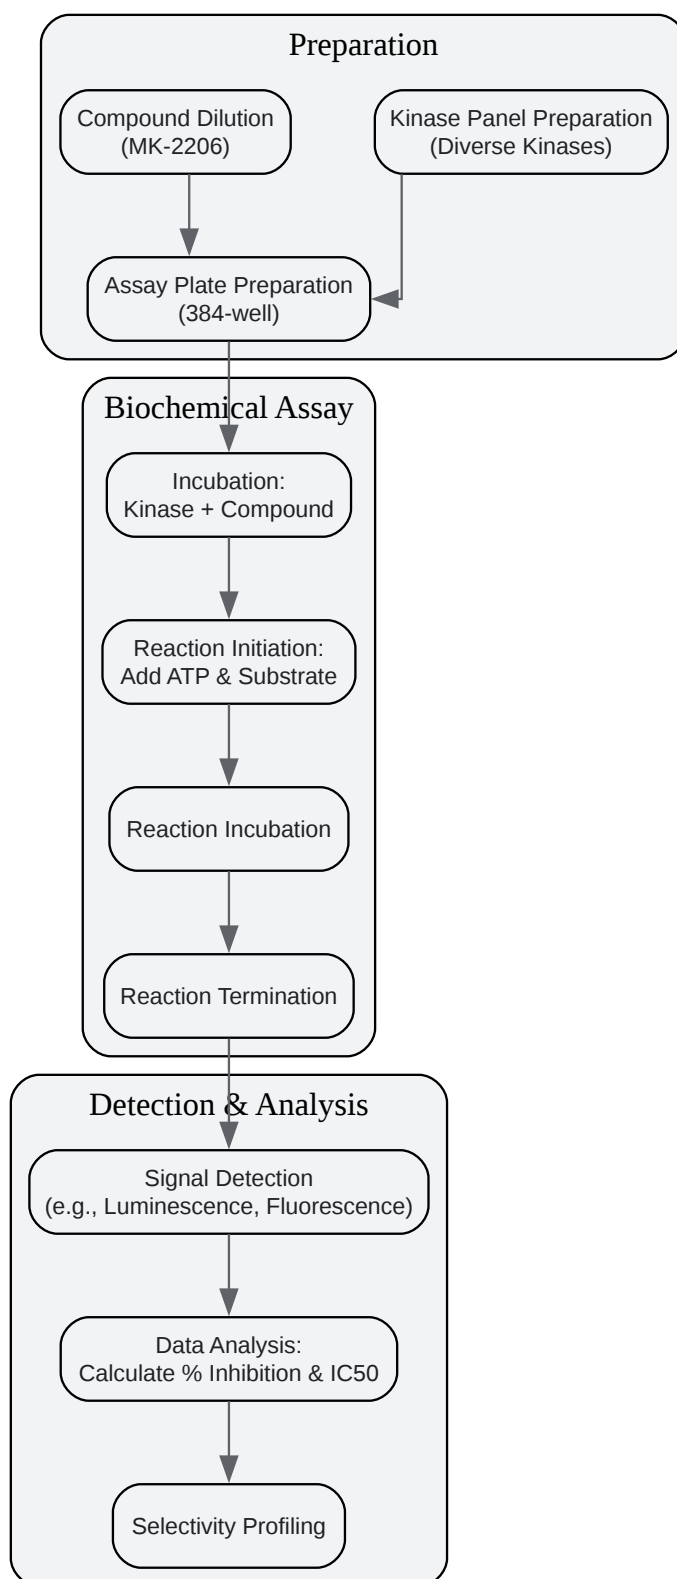 Preparation
Compound Dilution
(MK-2206)
Kinase Panel Preparation
(Diverse Kinases)
Assay Plate Preparation
(384-well)
Biochemical Assay
Incubation:
Kinase + Compound
Reaction Initiation:
Add ATP & Substrate
Reaction Incubation
Reaction Termination
Detection & Analysis
Signal Detection
(e.g., Luminescence, Fluorescence)
Data Analysis:
Calculate % Inhibition & IC50
Selectivity Profiling